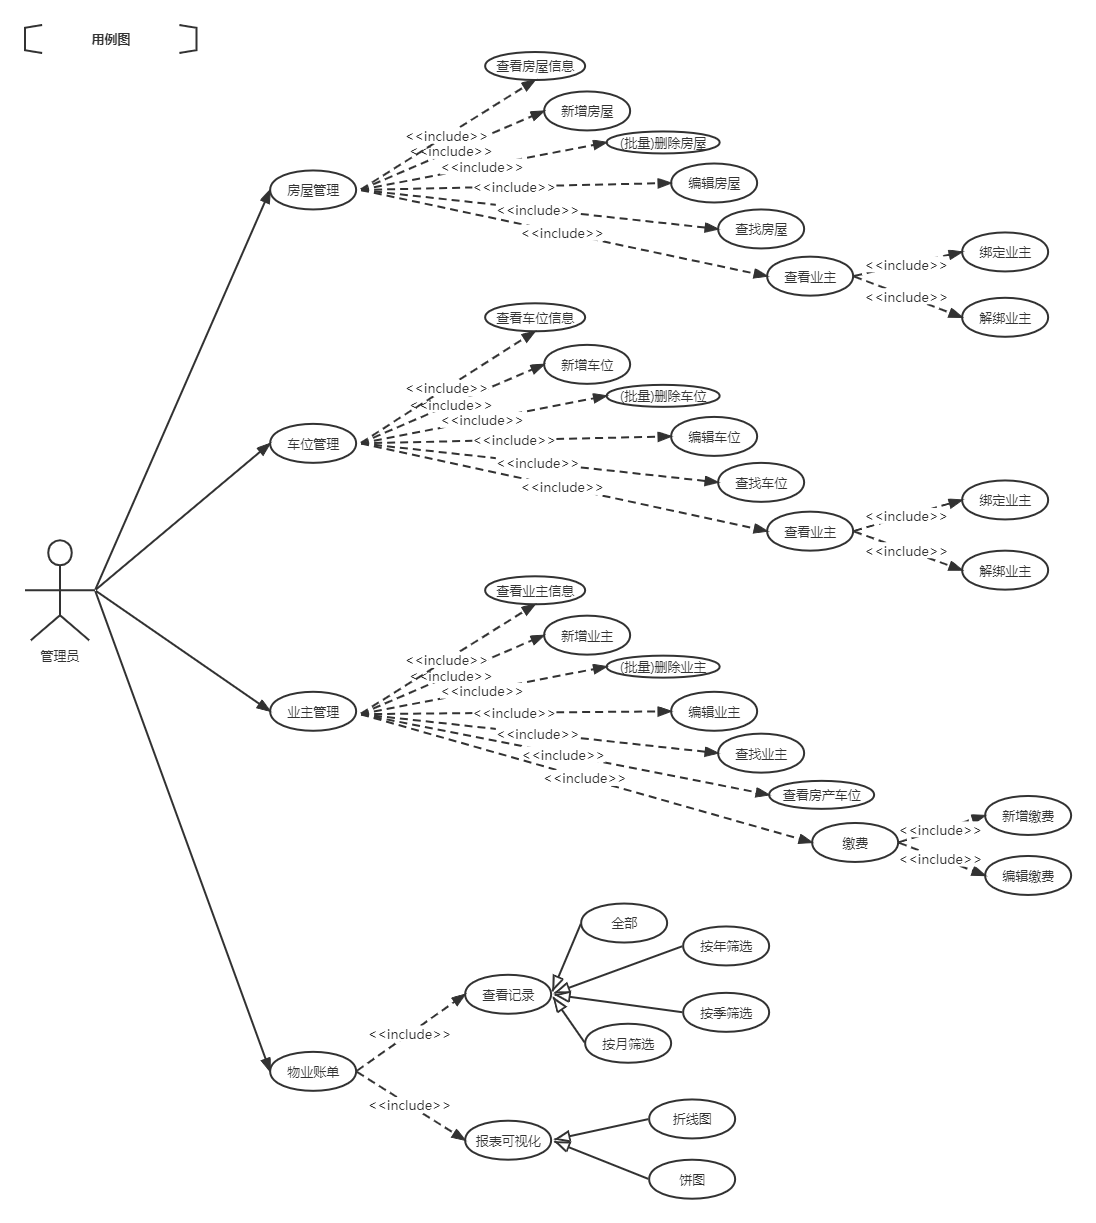 用例图
查看房屋信息
新增房屋
<<include>>
(批量)删除房屋
<<include>>
<<include>>
编辑房屋
房屋管理
<<include>>
<<include>>
查找房屋
<<include>>
绑定业主
<<include>>
查看业主
<<include>>
解绑业主
查看车位信息
新增车位
<<include>>
(批量)删除车位
<<include>>
<<include>>
编辑车位
车位管理
<<include>>
<<include>>
查找车位
<<include>>
绑定业主
<<include>>
查看业主
<<include>>
解绑业主
查看业主信息
新增业主
管理员
<<include>>
(批量)删除业主
<<include>>
<<include>>
编辑业主
业主管理
<<include>>
<<include>>
查找业主
<<include>>
<<include>>
查看房产车位
新增缴费
<<include>>
缴费
<<include>>
编辑缴费
全部
按年筛选
查看记录
按季筛选
<<include>>
按月筛选
物业账单
<<include>>
折线图
报表可视化
饼图